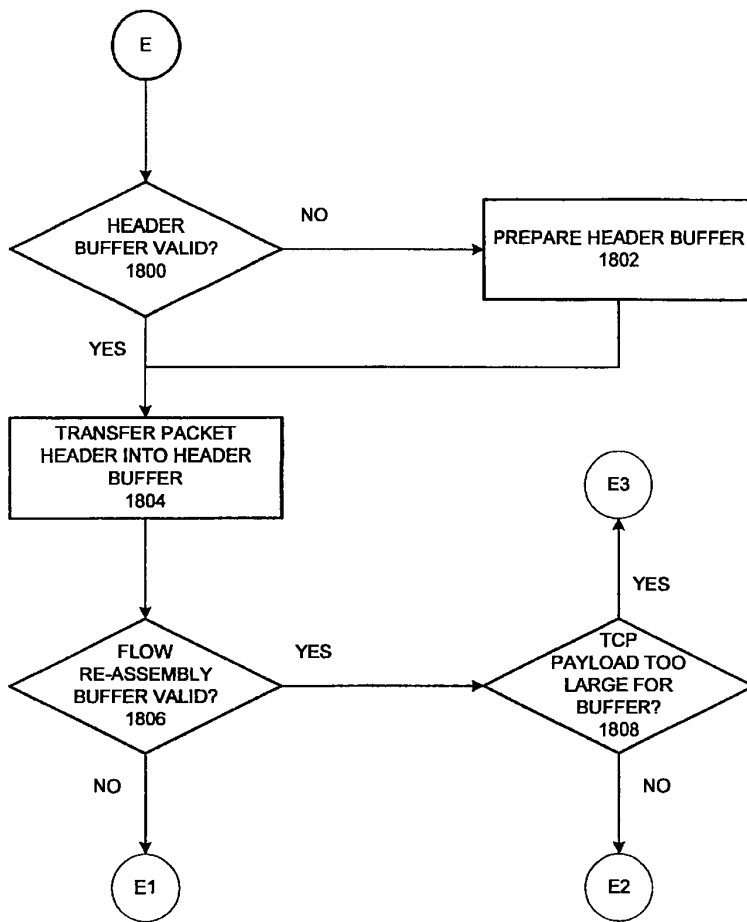 E
HEADER
BUFFER VALID?
1800
NO
PREPARE HEADER BUFFER
1802
YES
TRANSFER PACKET
HEADER INTO HEADER
BUFFER
1804
E3
YES
FLOW
RE-ASSEMBLY
BUFFER VALID?
1806
YES
TCP
PAYLOAD TOO
LARGE FOR
BUFFER?
1808
NO
NO
E1
E2